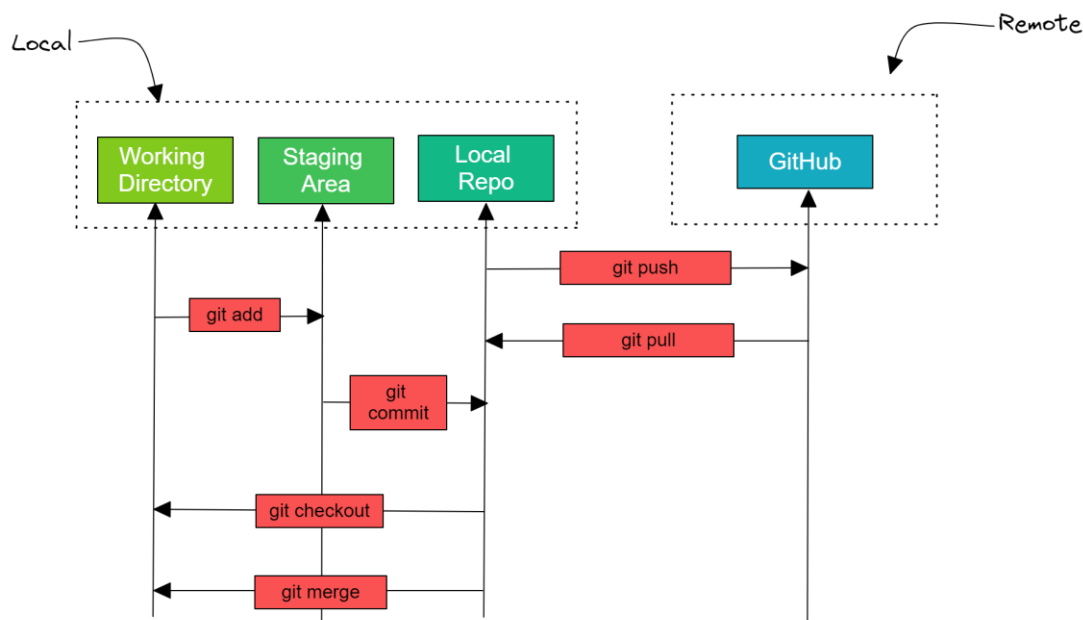 Local
Remote
Working
Directory
Staging
Area
Local
Repo
GitHub
git push
git add
git pull
git
commit
git checkout
git merge